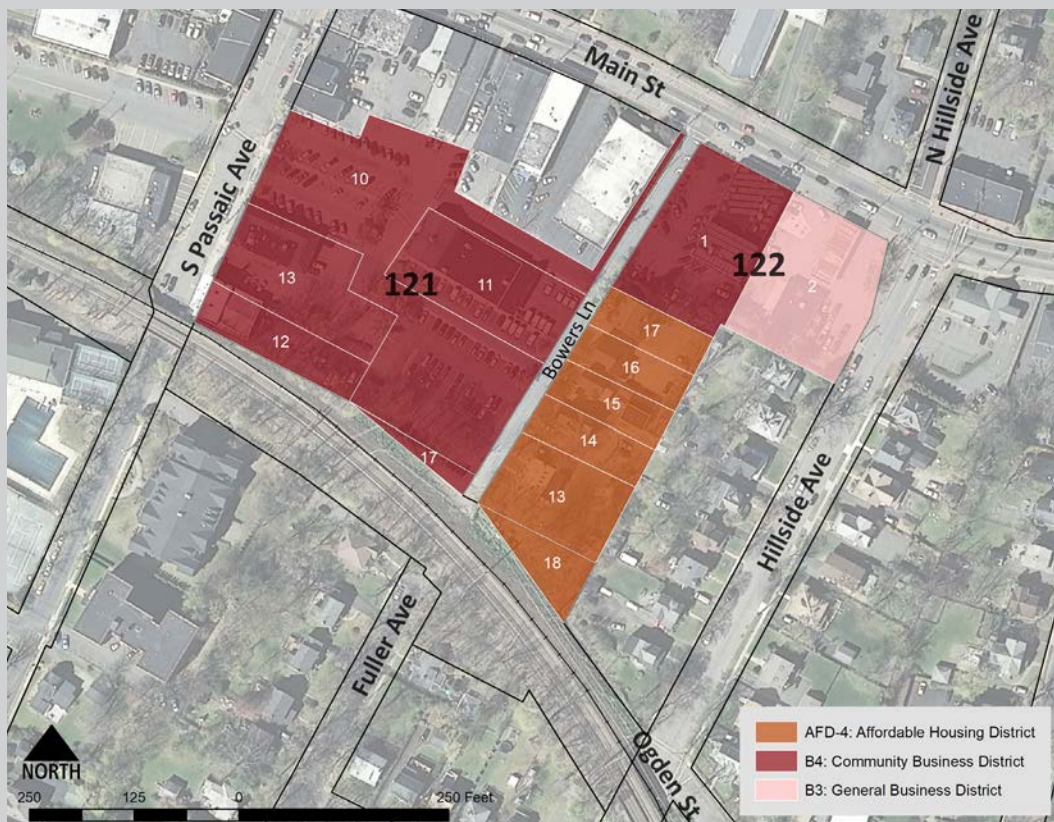 Main St
N Hillside Ave
S Passaic Ave
10
1
122
2
13
121
11
12
Bowers Ln
17
16
15
14
17
13
18
Hillside Ave
Fuller Ave
Ogden St
NORTH
250 125 0 250 Feet
AFD-4: Affordable Housing District
B4: Community Business District
B3: General Business District